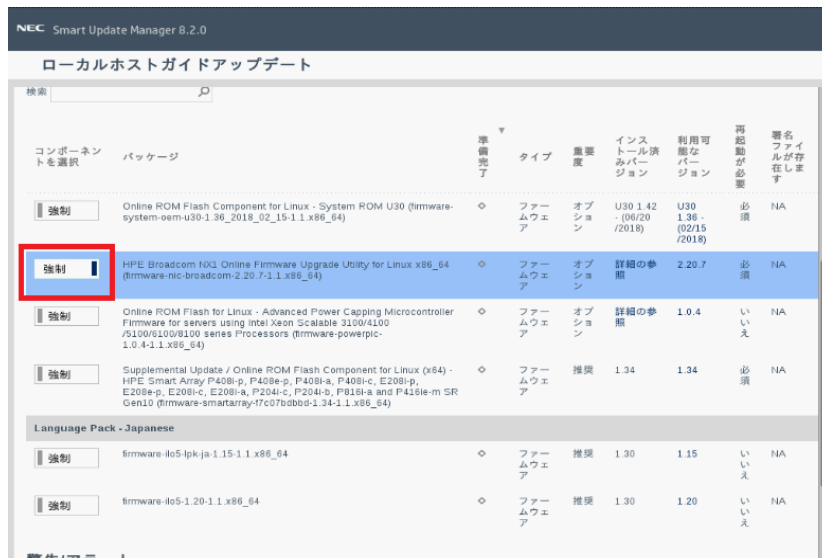 NEC Smart Update Manager 8.2.0
ローカルホストガイドアップデート
検索
コンポーネン
トを選択
パッケージ
準
備
完
了
タイプ
重要
度
インス
トール済
みバー
ジョン
利用可
能な
バー
ジョン
再
起
動
が
必
要
署名
ファイ
ルが存
在しま
す
強制
Online ROM Flash Component for Linux - System ROM U30 (firmware-
system-oem-u30-1.36_2018_02_15-1.1.x86_64)
ファー
ムウェ
ア
オプ
ショ
ン
U30 1.42
- (06/20
/2018)
U30
1.36 -
(02/15
/2018)
必
須
NA
強制
HPE Broadcom NX1 Online Firmware Upgrade Utility for Linux x86_64
(firmware-nic-broadcom-2.20.7-1.1.x86_64)
ファー
ムウェ
ア
オプ
ショ
ン
詳細の参
照
2.20.7
必
須
NA
強制
Online ROM Flash for Linux - Advanced Power Capping Microcontroller
Firmware for servers using Intel Xeon Scalable 3100/4100
/5100/6100/8100 series Processors (firmware-powerpic-
1.0.4-1.1.x86_64)
ファー
ムウェ
ア
オプ
ショ
ン
詳細の参
照
1.0.4
い
い
え
NA
強制
Supplemental Update / Online ROM Flash Component for Linux (x64) -
HPE Smart Array P408i-p, P408e-p, P408i-a, P408i-c, E208i-p,
E208e-p, E208i-c, E208i-a, P204i-c, P204i-b, P816i-a and P416ie-m SR
Gen10 (firmware-smartarray-f7c07bdbbd-1.34-1.1.x86_64)
ファー
ムウェ
ア
推奨
1.34
1.34
必
須
NA
Language Pack - Japanese
強制
firmware-ilo5-lpk-ja-1.15-1.1.x86_64
ファー
ムウェ
ア
推奨
1.30
1.15
い
い
え
NA
強制
firmware-ilo5-1.20-1.1.x86_64
ファー
ムウェ
ア
推奨
1.30
1.20
い
い
え
NA